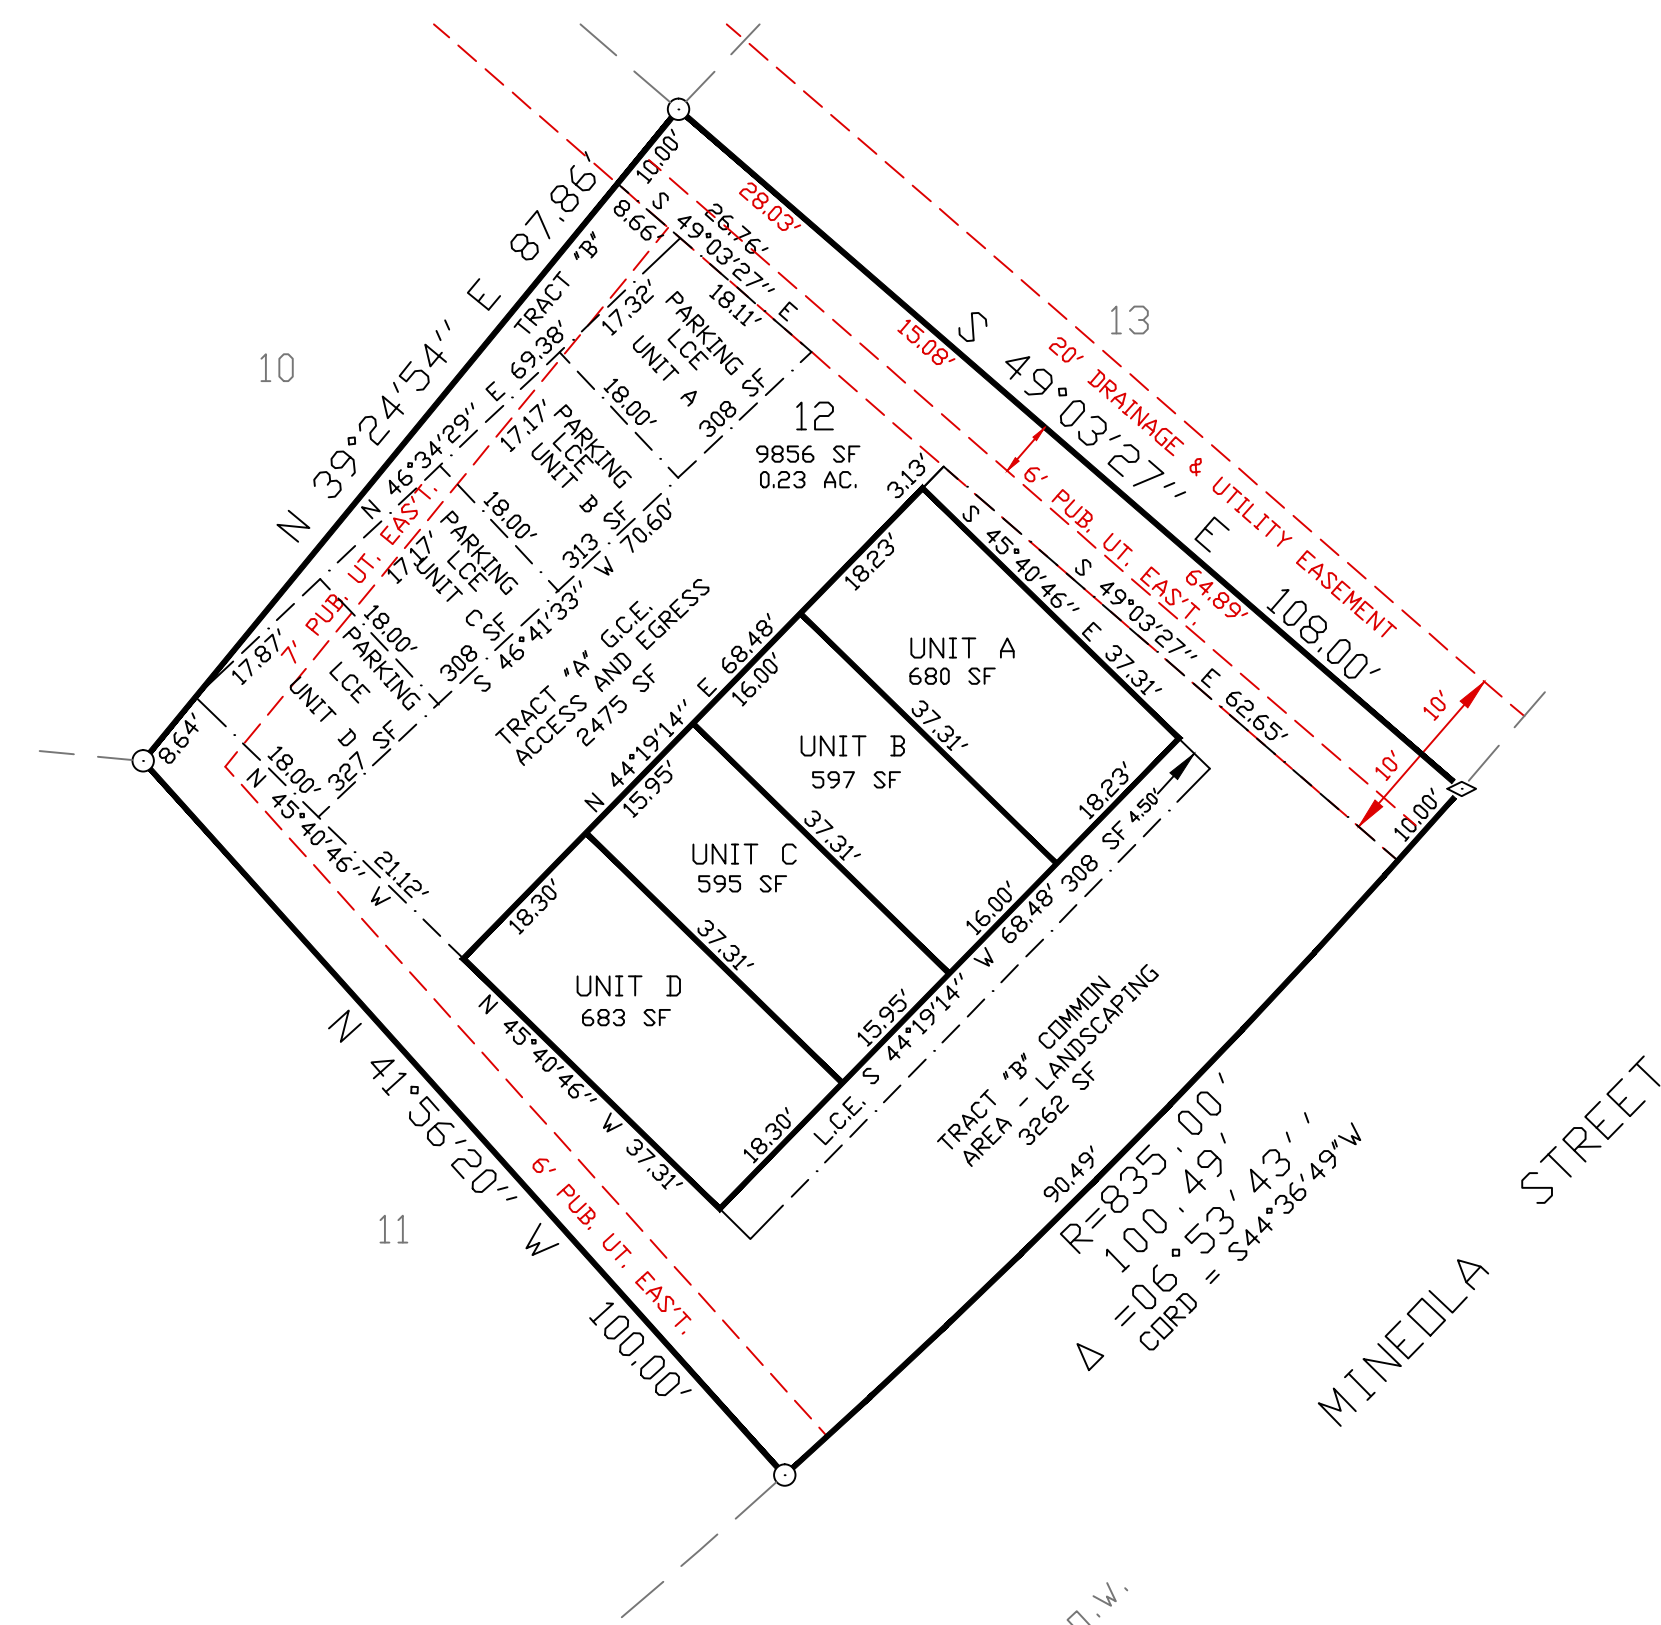 10
13
11
12
9856 SF
0.23 AC.
N 39°24'54" E 87.86'
S 49°03'27" E 108.00'
N 41°56'20" W 100.00'
10.00'
8.66'
S 49°03'27" E
26.76'
28.03'
15.08'
64.89'
18.11'
20' DRAINAGE & UTILITY EASEMENT
6' PUB. UT. EAS'T.
S 49°03'27" E 62.65'
10'
10'
10.00'
TRACT "B"
N 46°34'29" E 69.38'
7' PUB. UT. EAS'T.
17.32'
PARKING
LCE
UNIT A
308 SF
18.00'
17.17'
PARKING
LCE
UNIT B
313 SF
18.00'
17.17'
PARKING
LCE
UNIT C
308 SF
18.00'
17.87'
PARKING
LCE
UNIT D
327 SF
18.00'
8.64'
S 46°41'33" W 70.60'
N 45°40'46" W
21.12'
TRACT "A" G.C.E.
ACCESS AND EGRESS
2475 SF
3.13'
N 44°19'14" E 68.48'
18.23'
16.00'
15.95'
18.30'
S 45°40'46" E 37.31'
UNIT A
680 SF
37.31'
UNIT B
597 SF
37.31'
UNIT C
595 SF
37.31'
UNIT D
683 SF
N 45°40'46" W 37.31'
18.23'
16.00'
15.95'
18.30'
L.C.E. S 44°19'14" W 68.48' 308 SF 4.50'
TRACT "B" COMMON
AREA - LANDSCAPING
3262 SF
6' PUB. UT. EAS'T.
90.49'
R=835.00'
100.49'
Δ =06°53'43''
CORD = S44°36'49"W
MINEOLA STREET